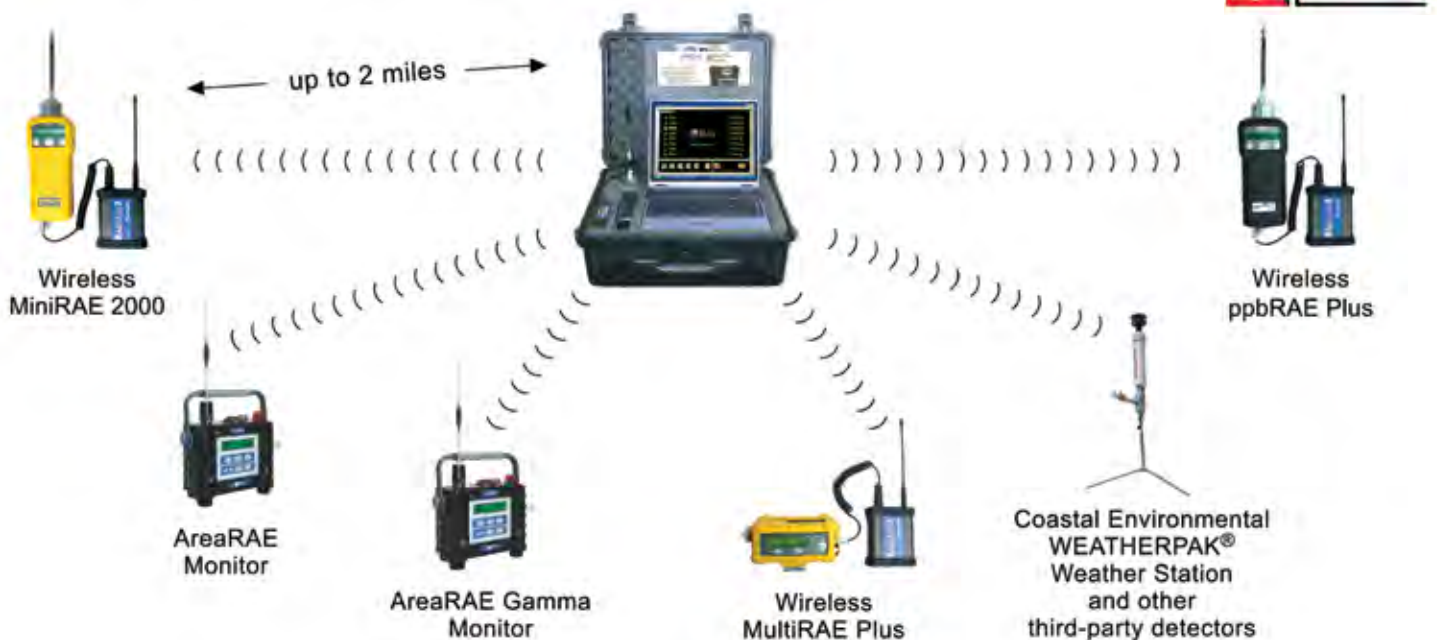 up to 2 miles
Wireless
MiniRAE 2000
Wireless
ppbRAE Plus
AreaRAE
Monitor
AreaRAE Gamma
Monitor
Wireless
MultiRAE Plus
Coastal Environmental
WEATHERPAK®
Weather Station
and other
third-party detectors